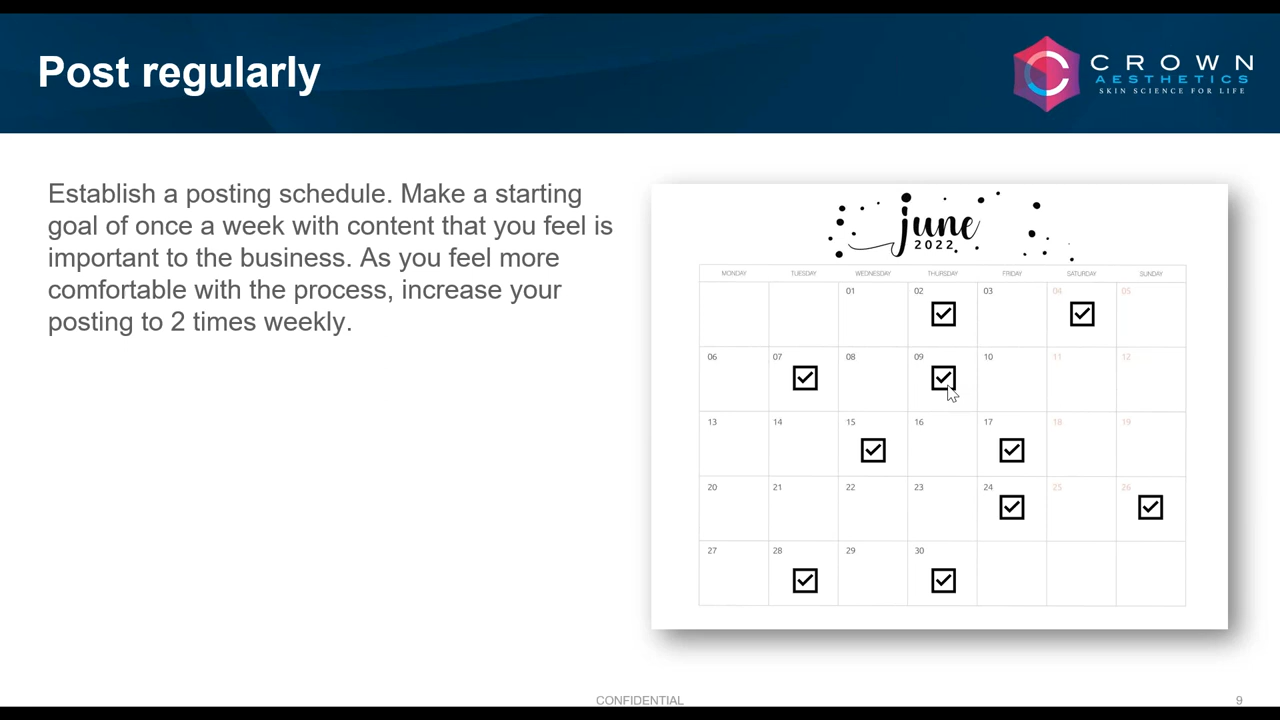 Post regularly
CROWN
AESTHETICS
SKIN SCIENCE FOR LIFE
Establish a posting schedule. Make a starting
goal of once a week with content that you feel is
important to the business. As you feel more
comfortable with the process, increase your
posting to 2 times weekly.
june
2022
MONDAY TUESDAY WEDNESDAY THURSDAY FRIDAY SATURDAY SUNDAY
01 02 03 04 05
06 07 08 09 10 11 12
13 14 15 16 17 18 19
20 21 22 23 24 25 26
27 28 29 30
CONFIDENTIAL
9